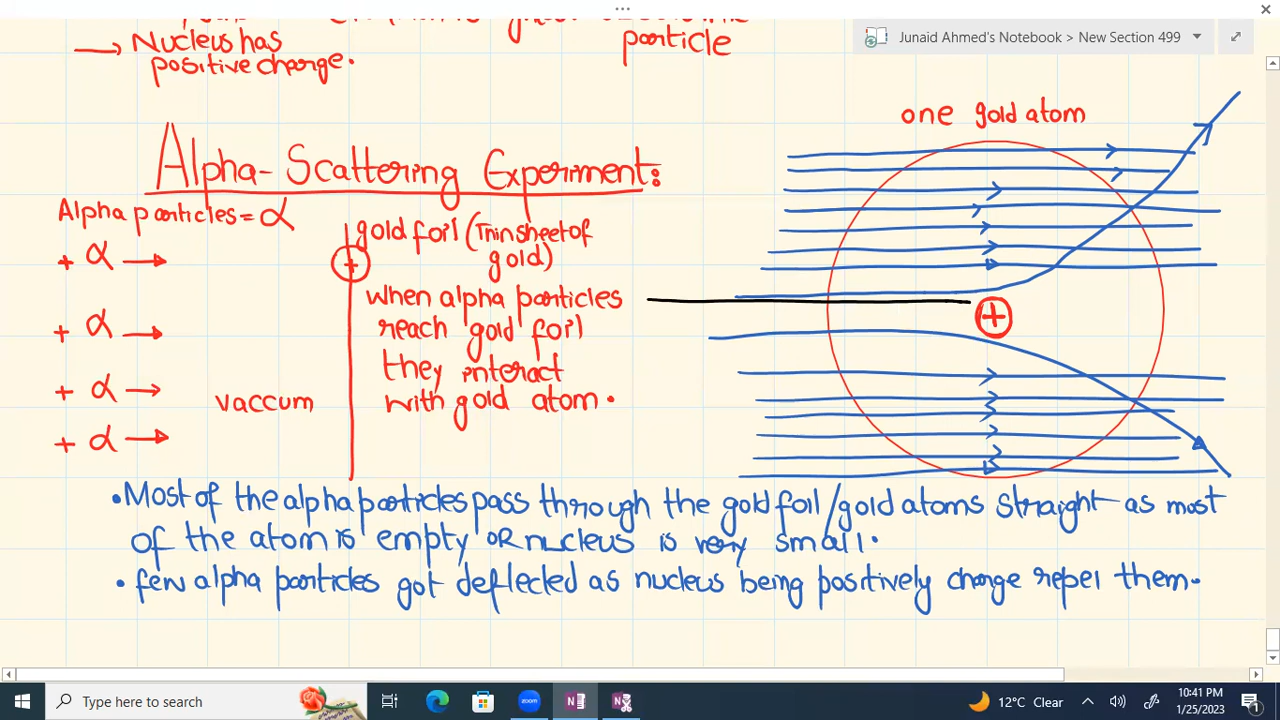 Junaid Ahmed's Notebook > New Section 499
→ Nucleus has
positive charge.
particle
Alpha-Scattering Experiment:
Alpha particles = α
+ α →
+ α →
+ α →
+ α →
vaccum
+
gold foil (Thin sheet of
gold)
when alpha particles
reach gold foil
they interact
with gold atom.
one gold atom
+
• Most of the alpha particles pass through the gold foil/gold atoms straight as most
of the atom is empty OR nucleus is very small.
• few alpha particles got deflected as nucleus being positively charge repel them.
Type here to search
zoom
12°C Clear
10:41 PM
1/25/2023
1